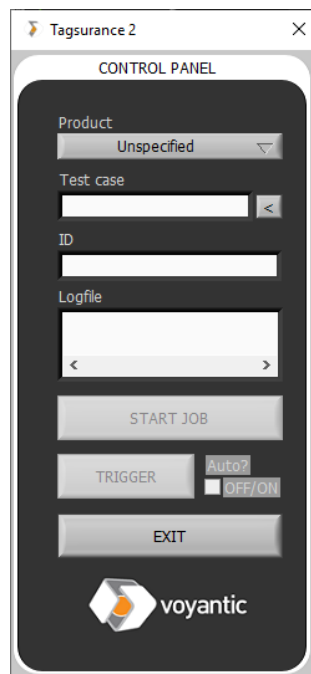 Tagsurance 2
CONTROL PANEL
Product
Unspecified
Test case
<
ID
Logfile
START JOB
TRIGGER
Auto?
OFF/ON
EXIT
voyantic